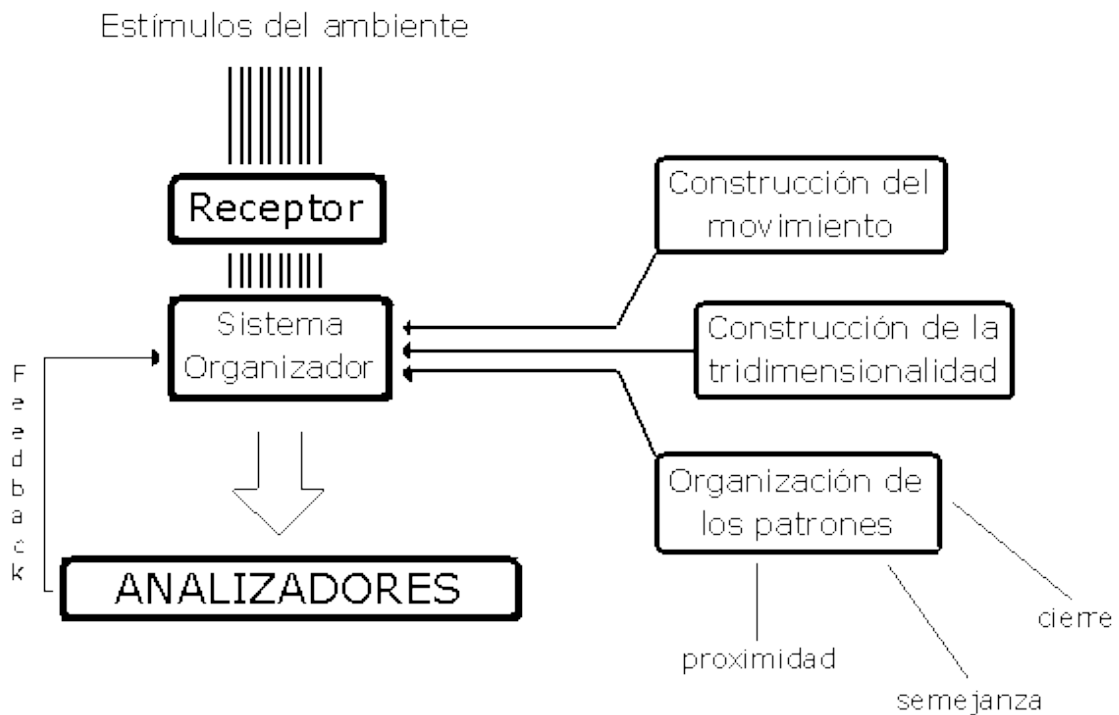 Estímulos del ambiente
Receptor
Sistema
Organizador
Feedback
ANALIZADORES
Construcción del
movimiento
Construcción de la
tridimensionalidad
Organización de
los patrones
proximidad
semejanza
cierre